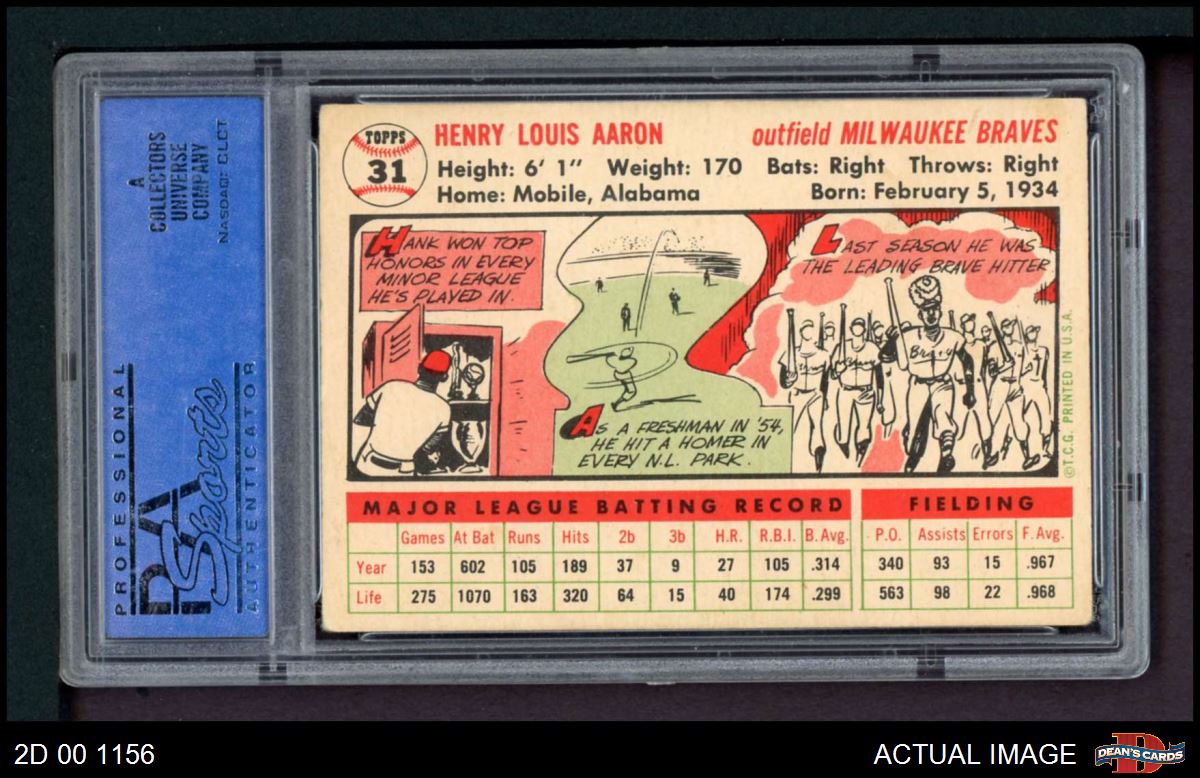 A
COLLECTORS
UNIVERSE
COMPANY
NASDAQ: CLCT
PROFESSIONAL
PSA
Sports
AUTHENTICATOR
TOPPS
31
HENRY LOUIS AARON
outfield MILWAUKEE BRAVES
Height: 6' 1" Weight: 170 Bats: Right Throws: Right
Home: Mobile, Alabama Born: February 5, 1934
HANK WON TOP
HONORS IN EVERY
MINOR LEAGUE
HE'S PLAYED IN.
AS A FRESHMAN IN '54,
HE HIT A HOMER IN
EVERY N.L. PARK.
LAST SEASON HE WAS
THE LEADING BRAVE HITTER
Braves
©T.C.G. PRINTED IN U.S.A.
MAJOR LEAGUE BATTING RECORD FIELDING
Games At Bat Runs Hits 2b 3b H.R. R.B.I. B. Avg. P.O. Assists Errors F. Avg.
Year 153 602 105 189 37 9 27 105 .314 340 93 15 .967
Life 275 1070 163 320 64 15 40 174 .299 563 98 22 .968
2D 00 1156
ACTUAL IMAGE
DEAN'S CARDS